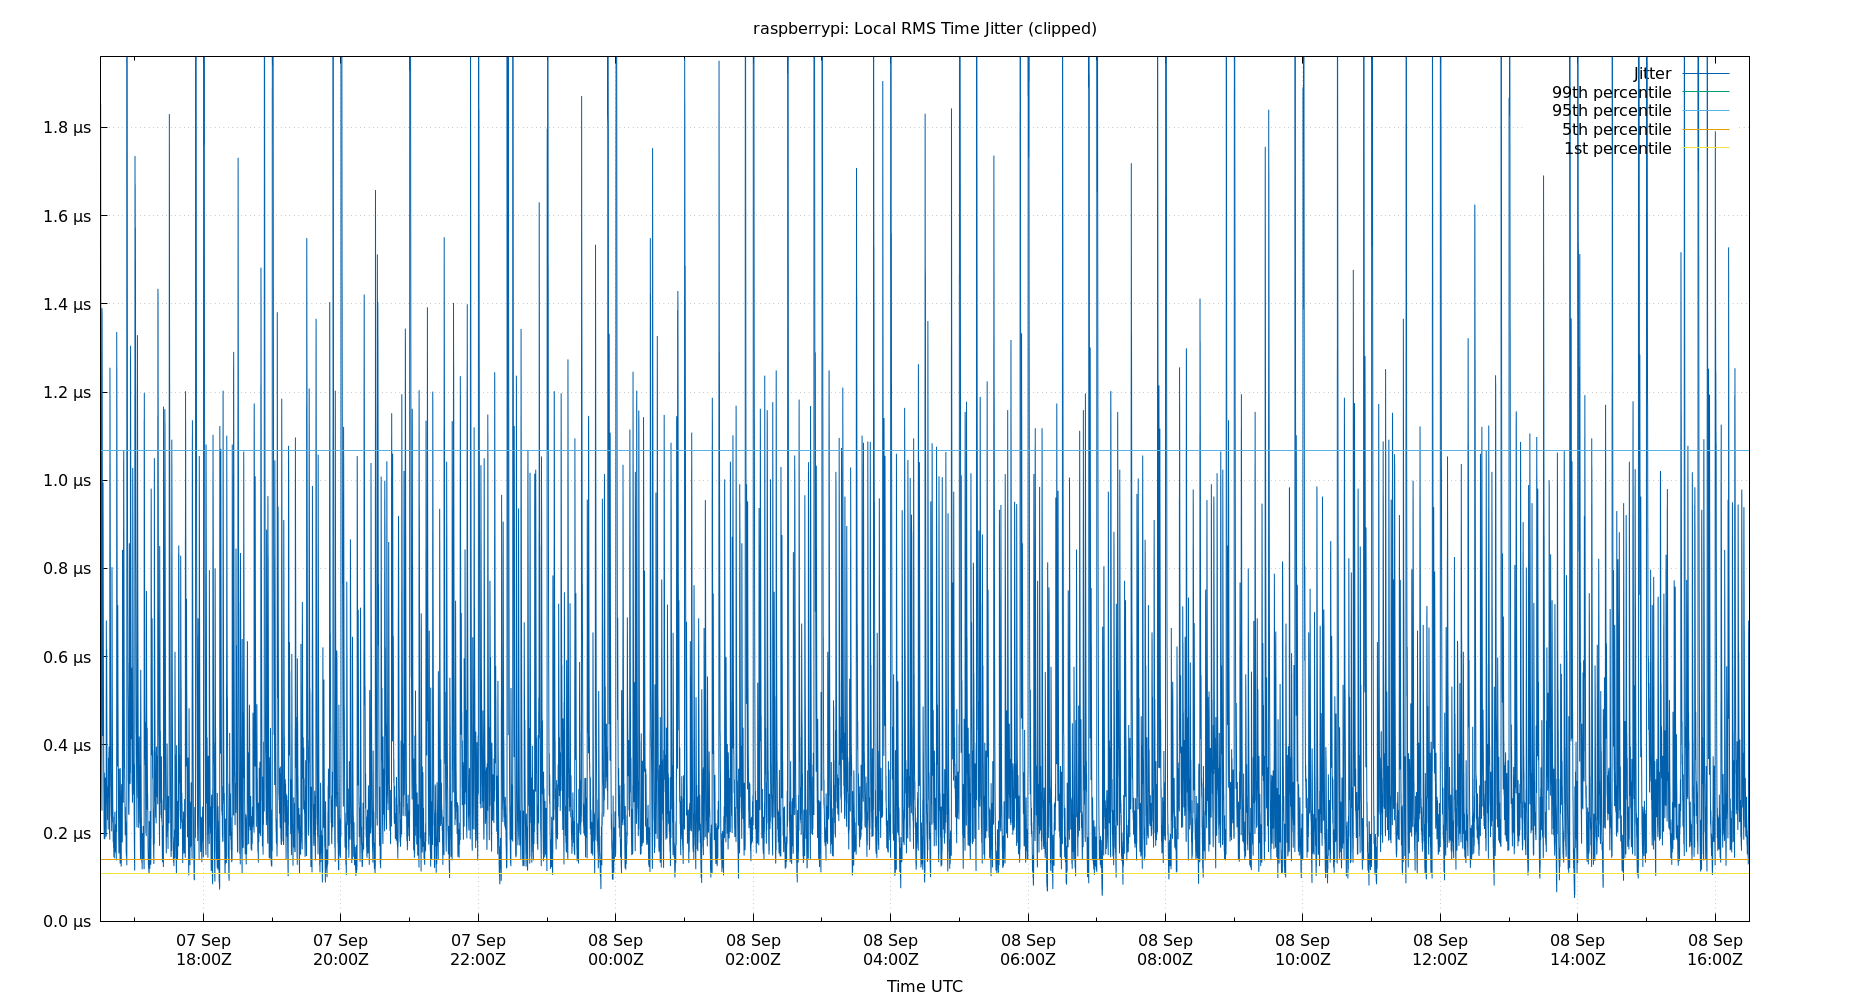 raspberrypi: Local RMS Time Jitter (clipped)
Jitter
99th percentile
95th percentile
5th percentile
1st percentile
1.8 µs
1.6 µs
1.4 µs
1.2 µs
1.0 µs
0.8 µs
0.6 µs
0.4 µs
0.2 µs
0.0 µs
07 Sep 07 Sep 07 Sep 08 Sep 08 Sep 08 Sep 08 Sep 08 Sep 08 Sep 08 Sep 08 Sep 08 Sep
18:00Z 20:00Z 22:00Z 00:00Z 02:00Z 04:00Z 06:00Z 08:00Z 10:00Z 12:00Z 14:00Z 16:00Z
Time UTC